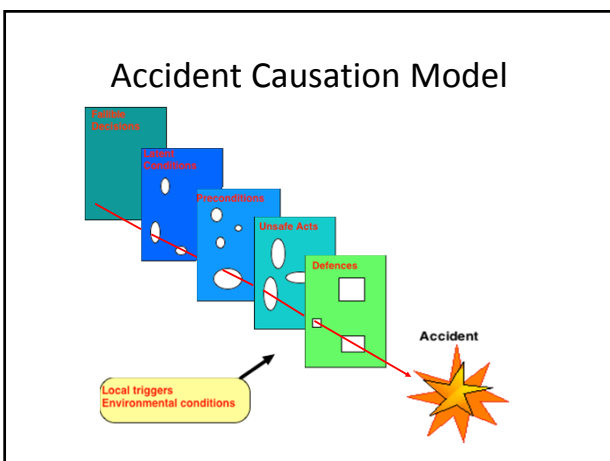 Accident Causation Model
Fallible
Decisions
Latent
Conditions
Preconditions
Unsafe Acts
Defences
Accident
Local triggers
Environmental conditions